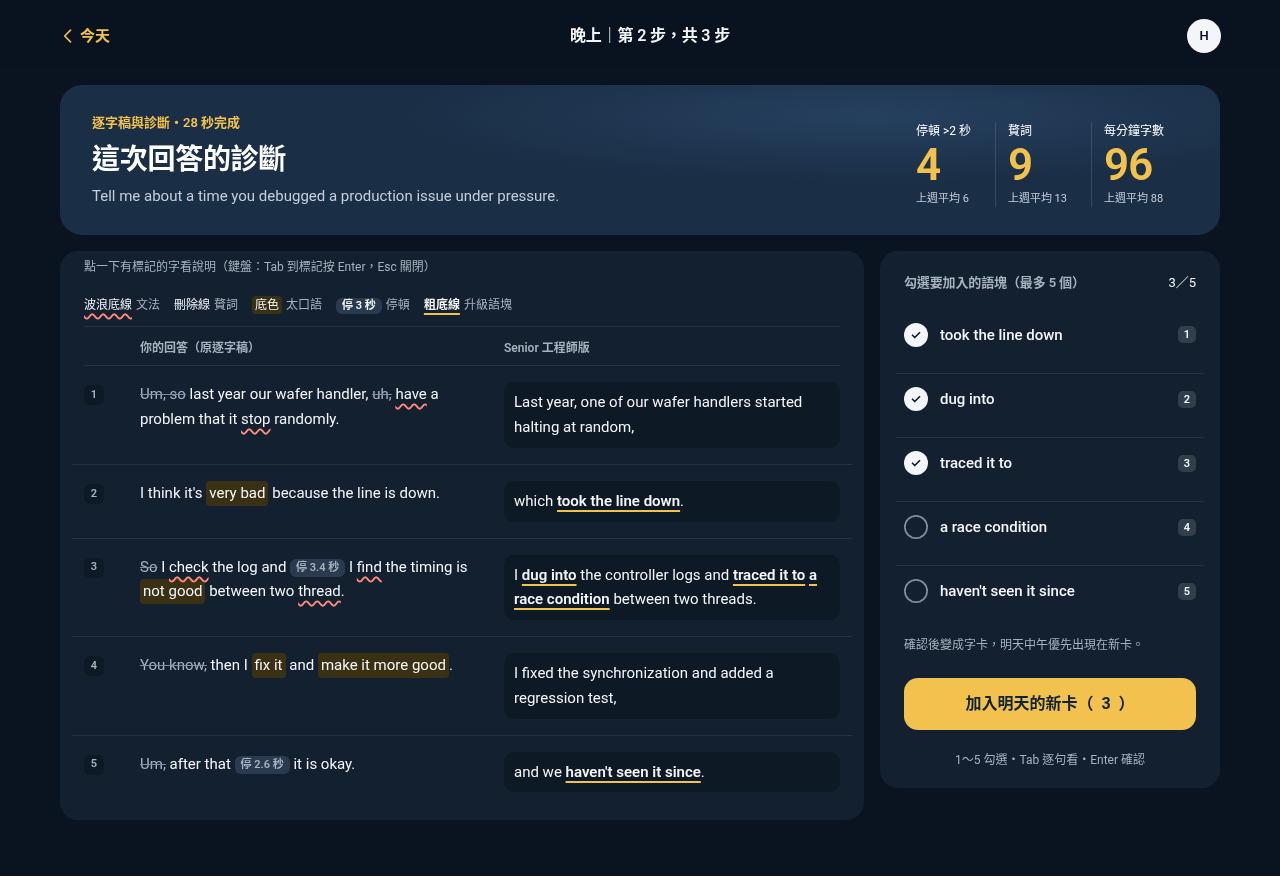 今天
晚上｜第 2 步，共 3 步
H
逐字稿與診斷・28 秒完成
這次回答的診斷
Tell me about a time you debugged a production issue under pressure.
停頓 >2 秒
4
上週平均 6
贅詞
9
上週平均 13
每分鐘字數
96
上週平均 88
點一下有標記的字看說明（鍵盤：Tab 到標記按 Enter，Esc 關閉）
波浪底線 文法 刪除線 贅詞 底色 太口語 停 3 秒 停頓 粗底線 升級語塊
你的回答（原逐字稿）
Senior 工程師版
1
Um, so last year our wafer handler, uh, have a
problem that it stop randomly.
Last year, one of our wafer handlers started
halting at random,
2
I think it's very bad because the line is down.
which took the line down.
3
So I check the log and 停 3.4 秒 I find the timing is
not good between two thread.
I dug into the controller logs and traced it to a
race condition between two threads.
4
You know, then I fix it and make it more good.
I fixed the synchronization and added a
regression test,
5
Um, after that 停 2.6 秒 it is okay.
and we haven't seen it since.
勾選要加入的語塊（最多 5 個）
3／5
took the line down 1
dug into 2
traced it to 3
a race condition 4
haven't seen it since 5
確認後變成字卡，明天中午優先出現在新卡。
加入明天的新卡（ 3 ）
1～5 勾選・Tab 逐句看・Enter 確認